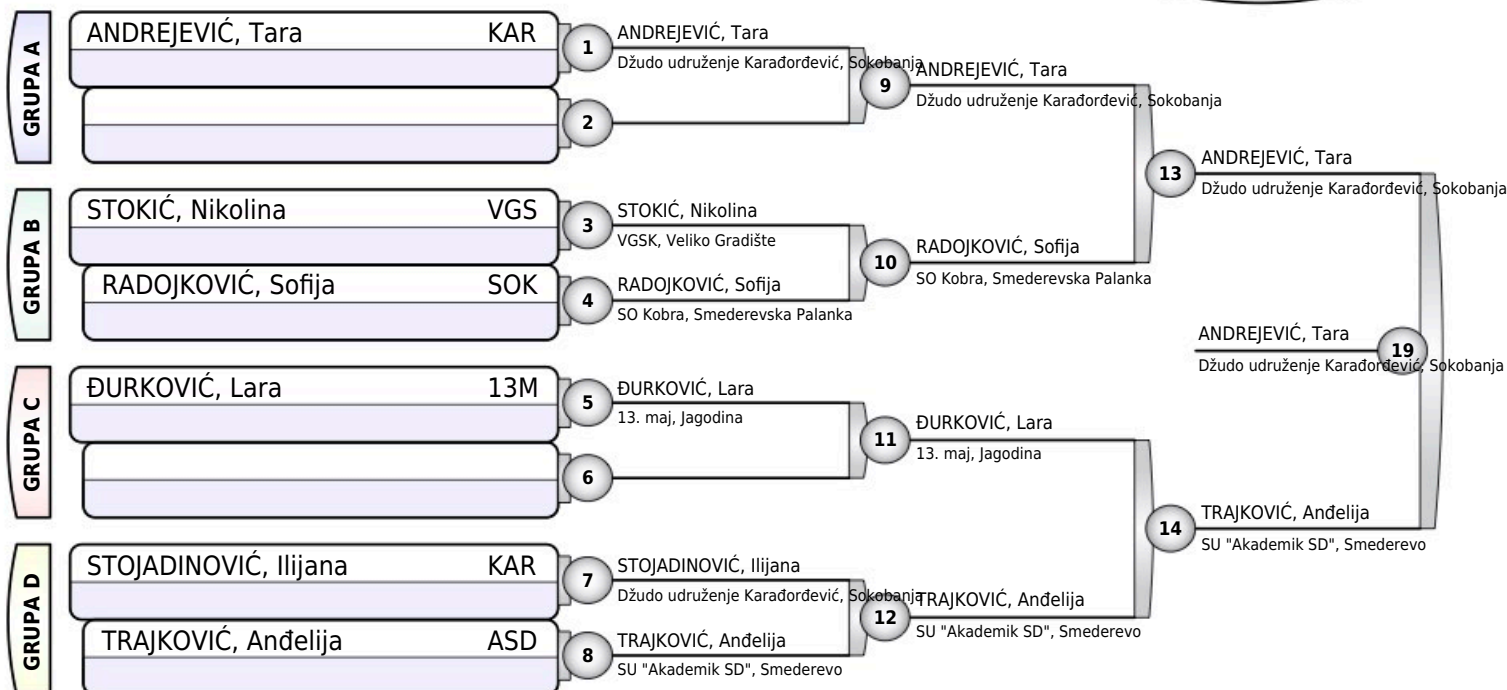 GRUPA A
ANDREJEVIĆ, Tara KAR
1
2
GRUPA B
STOKIĆ, Nikolina VGS
3
RADOJKOVIĆ, Sofija SOK
4
GRUPA C
ĐURKOVIĆ, Lara 13M
5
6
GRUPA D
STOJADINOVIĆ, Ilijana KAR
7
TRAJKOVIĆ, Anđelija ASD
8
ANDREJEVIĆ, Tara
Džudo udruženje Karađorđević, Sokobanja
9
STOKIĆ, Nikolina
VGSK, Veliko Gradište
10
RADOJKOVIĆ, Sofija
SO Kobra, Smederevska Palanka
ĐURKOVIĆ, Lara
13. maj, Jagodina
11
STOJADINOVIĆ, Ilijana
Džudo udruženje Karađorđević, Sokobanja
12
TRAJKOVIĆ, Anđelija
SU "Akademik SD", Smederevo
ANDREJEVIĆ, Tara
Džudo udruženje Karađorđević, Sokobanja
13
RADOJKOVIĆ, Sofija
SO Kobra, Smederevska Palanka
ĐURKOVIĆ, Lara
13. maj, Jagodina
14
TRAJKOVIĆ, Anđelija
SU "Akademik SD", Smederevo
ANDREJEVIĆ, Tara
Džudo udruženje Karađorđević, Sokobanja
ANDREJEVIĆ, Tara
19
Džudo udruženje Karađorđević, Sokobanja
TRAJKOVIĆ, Anđelija
SU "Akademik SD", Smederevo